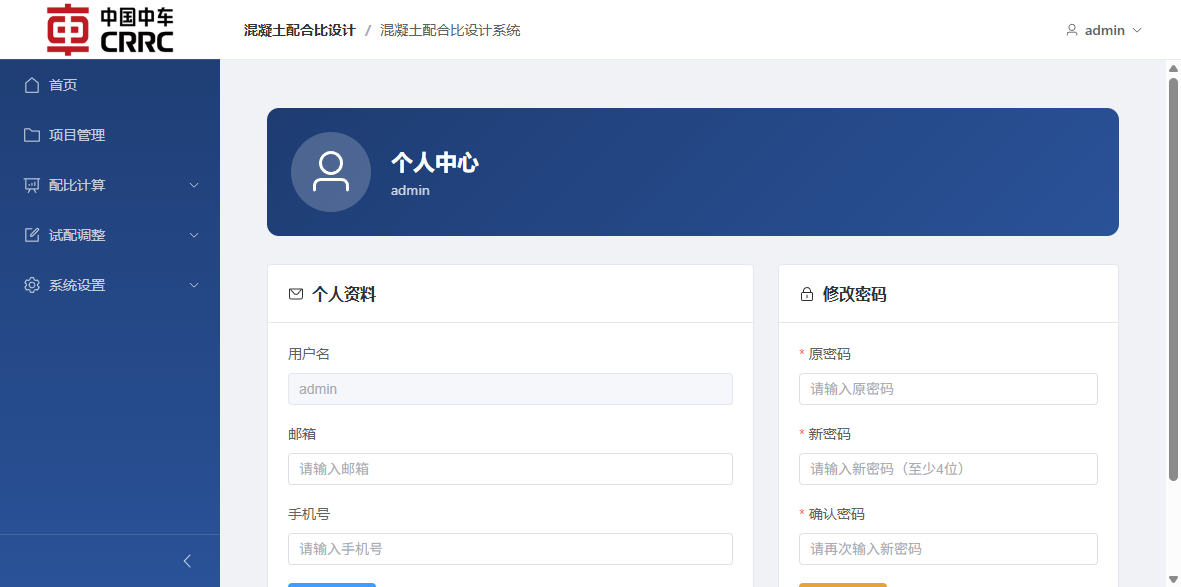 中国中车
CRRC
混凝土配合比设计 / 混凝土配合比设计系统
admin
首页
项目管理
配比计算
试配调整
系统设置
个人中心
admin
个人资料
用户名
admin
邮箱
请输入邮箱
手机号
请输入手机号
修改密码
* 原密码
请输入原密码
* 新密码
请输入新密码（至少4位）
* 确认密码
请再次输入新密码